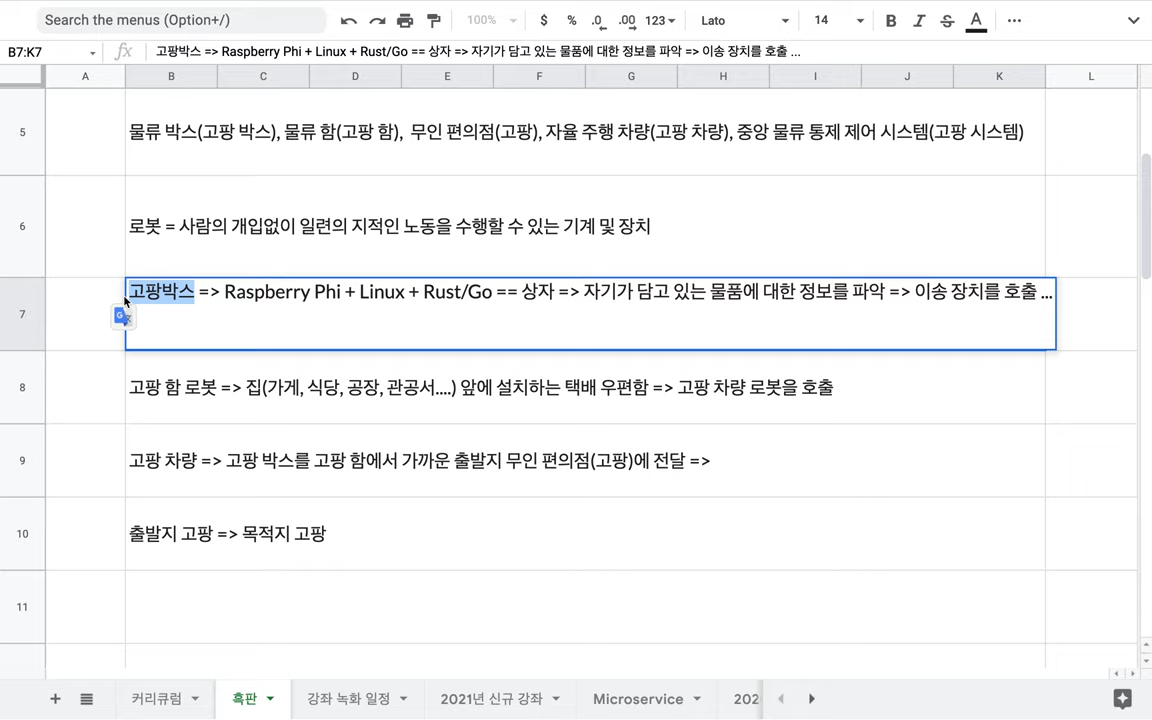 Search the menus (Option+/)
100%
$
%
.0
.00
123
Lato
14
B
I
S
A
B7:K7
fx
고팡박스 => Raspberry Phi + Linux + Rust/Go == 상자 => 자기가 담고 있는 물품에 대한 정보를 파악 => 이송 장치를 호출 ...
A B C D E F G H I J K L
5
물류 박스(고팡 박스), 물류 함(고팡 함), 무인 편의점(고팡), 자율 주행 차량(고팡 차량), 중앙 물류 통제 제어 시스템(고팡 시스템)
6
로봇 = 사람의 개입없이 일련의 지적인 노동을 수행할 수 있는 기계 및 장치
7
고팡박스 => Raspberry Phi + Linux + Rust/Go == 상자 => 자기가 담고 있는 물품에 대한 정보를 파악 => 이송 장치를 호출 ...
8
고팡 함 로봇 => 집(가게, 식당, 공장, 관공서....) 앞에 설치하는 택배 우편함 => 고팡 차량 로봇을 호출
9
고팡 차량 => 고팡 박스를 고팡 함에서 가까운 출발지 무인 편의점(고팡)에 전달 =>
10
출발지 고팡 => 목적지 고팡
11
커리큘럼
흑판
강좌 녹화 일정
2021년 신규 강좌
Microservice
202